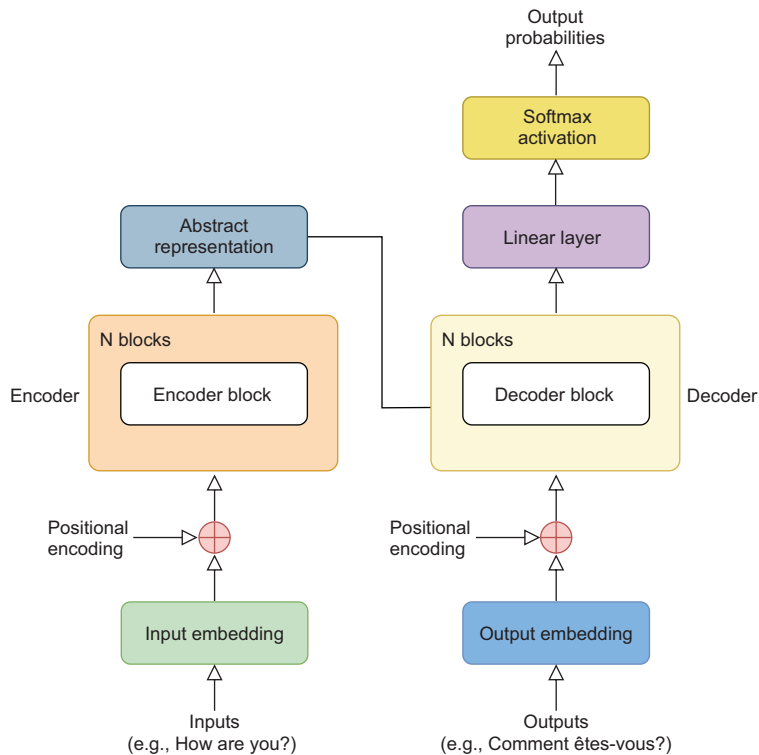 Output
probabilities
Softmax
activation
Abstract
representation
Linear layer
N blocks
N blocks
Encoder
Encoder block
Decoder block
Decoder
Positional
encoding
Positional
encoding
Input embedding
Output embedding
Inputs
(e.g., How are you?)
Outputs
(e.g., Comment êtes-vous?)